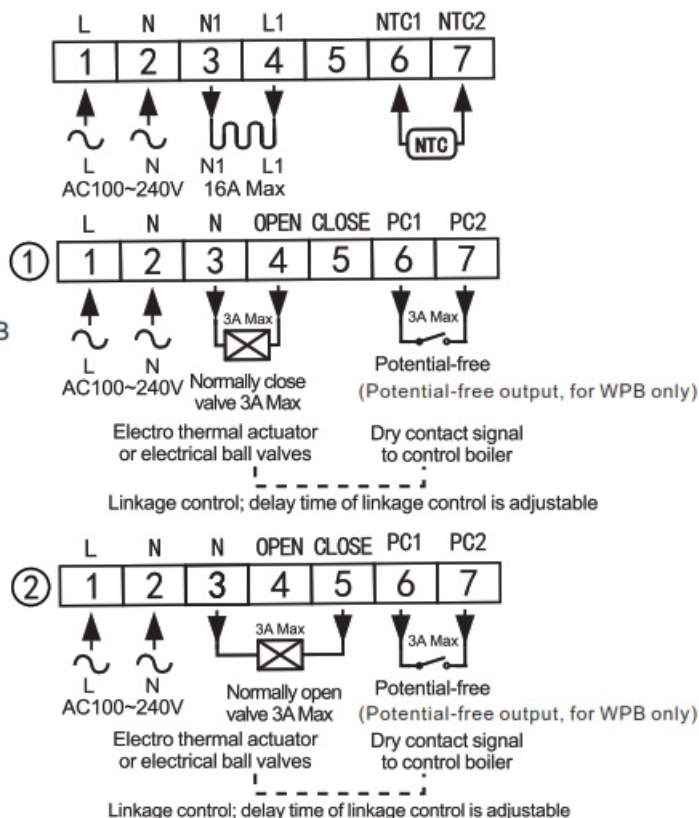 L N N1 L1 NTC1 NTC2
1 2 3 4 5 6 7
NTC
L N N1 L1
AC100~240V 16A Max
L N N OPEN CLOSE PC1 PC2
① 1 2 3 4 5 6 7
B
3A Max 3A Max
L N
AC100~240V
Normally close
valve 3A Max
Potential-free
(Potential-free output, for WPB only)
Electro thermal actuator
or electrical ball valves
Dry contact signal
to control boiler
Linkage control; delay time of linkage control is adjustable
L N N OPEN CLOSE PC1 PC2
② 1 2 3 4 5 6 7
3A Max 3A Max
L N
AC100~240V
Normally open
valve 3A Max
Potential-free
(Potential-free output, for WPB only)
Electro thermal actuator
or electrical ball valves
Dry contact signal
to control boiler
Linkage control; delay time of linkage control is adjustable